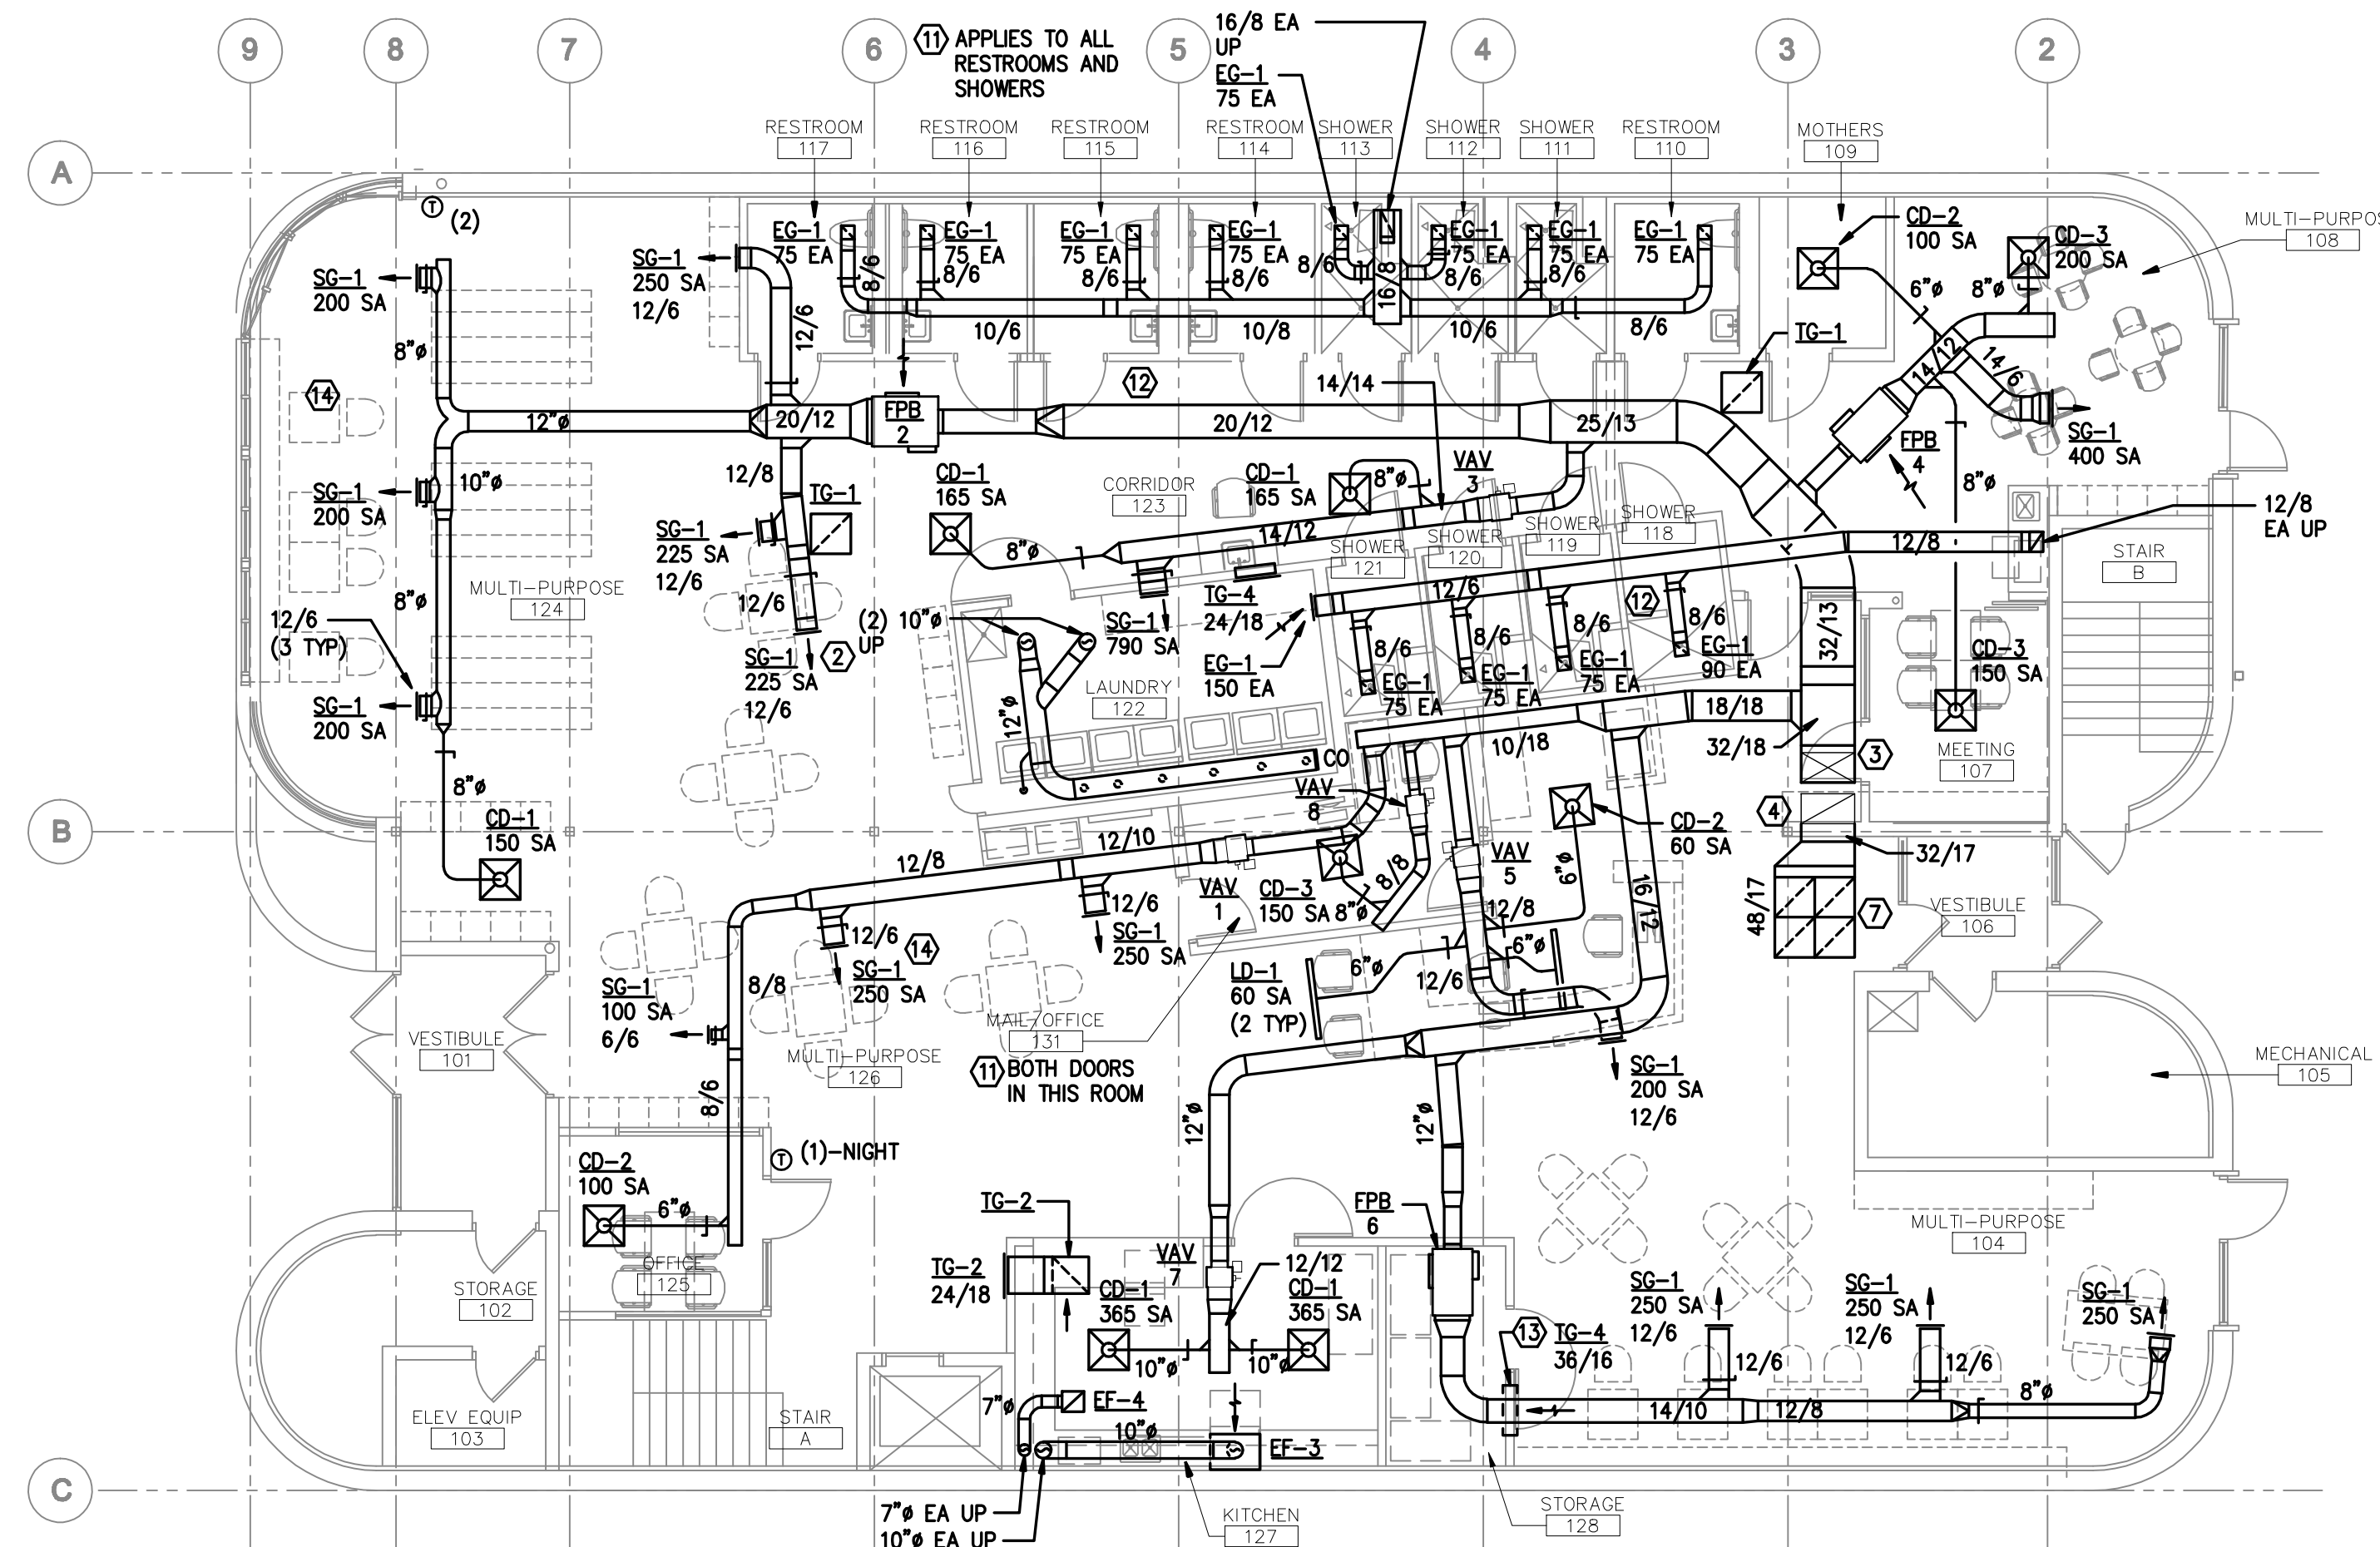 9
8
7
6
5
4
3
2
A
B
C
11
APPLIES TO ALL
RESTROOMS AND
SHOWERS
16/8 EA
UP
EG-1
75 EA
RESTROOM
117
RESTROOM
116
RESTROOM
115
RESTROOM
114
SHOWER
113
SHOWER
112
SHOWER
111
RESTROOM
110
MOTHERS
109
MULTI-PURPOS
108
T
(2)
SG-1
200 SA
8"ø
14
SG-1
200 SA
10"ø
8"ø
12/6
(3 TYP)
SG-1
200 SA
8"ø
CD-1
150 SA
MULTI-PURPOSE
124
12"ø
SG-1
250 SA
12/6
12/6
EG-1
75 EA
8/6
EG-1
75 EA
8/6
EG-1
75 EA
8/6
EG-1
75 EA
8/6
8/6
16/8
EG-1
75 EA
8/6
EG-1
75 EA
8/6
EG-1
75 EA
10/6
10/8
10/6
8/6
CD-2
100 SA
CD-3
200 SA
6"ø
8"ø
TG-1
14/12
14/6
SG-1
400 SA
FPB
4
8"ø
20/12
FPB
2
12
14/14
20/12
25/13
12/8
TG-1
SG-1
225 SA
12/6
12/6
SG-1
225 SA
12/6
2
(2) 10"ø
UP
CD-1
165 SA
8"ø
CORRIDOR
123
CD-1
165 SA
8"ø
VAV
3
14/12
SG-1
790 SA
TG-4
24/18
EG-1
150 EA
SHOWER
121
SHOWER
120
SHOWER
119
SHOWER
118
12/6
12
8/6
8/6
8/6
8/6
EG-1
75 EA
EG-1
75 EA
EG-1
75 EA
EG-1
90 EA
12/8
12/8
EA UP
STAIR
B
32/13
CD-3
150 SA
MEETING
107
18/18
32/18
3
4
32/17
48/17
7
VESTIBULE
106
LAUNDRY
122
12"ø
CO
10/18
VAV
8
CD-2
60 SA
6"ø
VAV
5
8/8
CD-3
150 SA
8"ø
VAV
1
12/10
12/8
12/6
SG-1
250 SA
12/6
14
SG-1
250 SA
12/8
16/12
6"ø
6"ø
12/6
LD-1
60 SA
(2 TYP)
MAIL/OFFICE
131
11
BOTH DOORS
IN THIS ROOM
SG-1
100 SA
6/6
8/8
8/6
MULTI-PURPOSE
126
VESTIBULE
101
T
(1)-NIGHT
CD-2
100 SA
6"ø
OFFICE
125
STORAGE
102
ELEV EQUIP
103
STAIR
A
SG-1
200 SA
12/6
MECHANICAL
105
12"ø
12"ø
TG-2
TG-2
24/18
VAV
7
12/12
CD-1
365 SA
CD-1
365 SA
10"ø
10"ø
FPB
6
MULTI-PURPOSE
104
SG-1
250 SA
12/6
SG-1
250 SA
12/6
SG-1
250 SA
12/6
12/6
13
TG-4
36/16
14/10
12/8
8"ø
7"ø
EF-4
10"ø
EF-3
7"ø EA UP
10"ø EA UP
KITCHEN
127
STORAGE
128